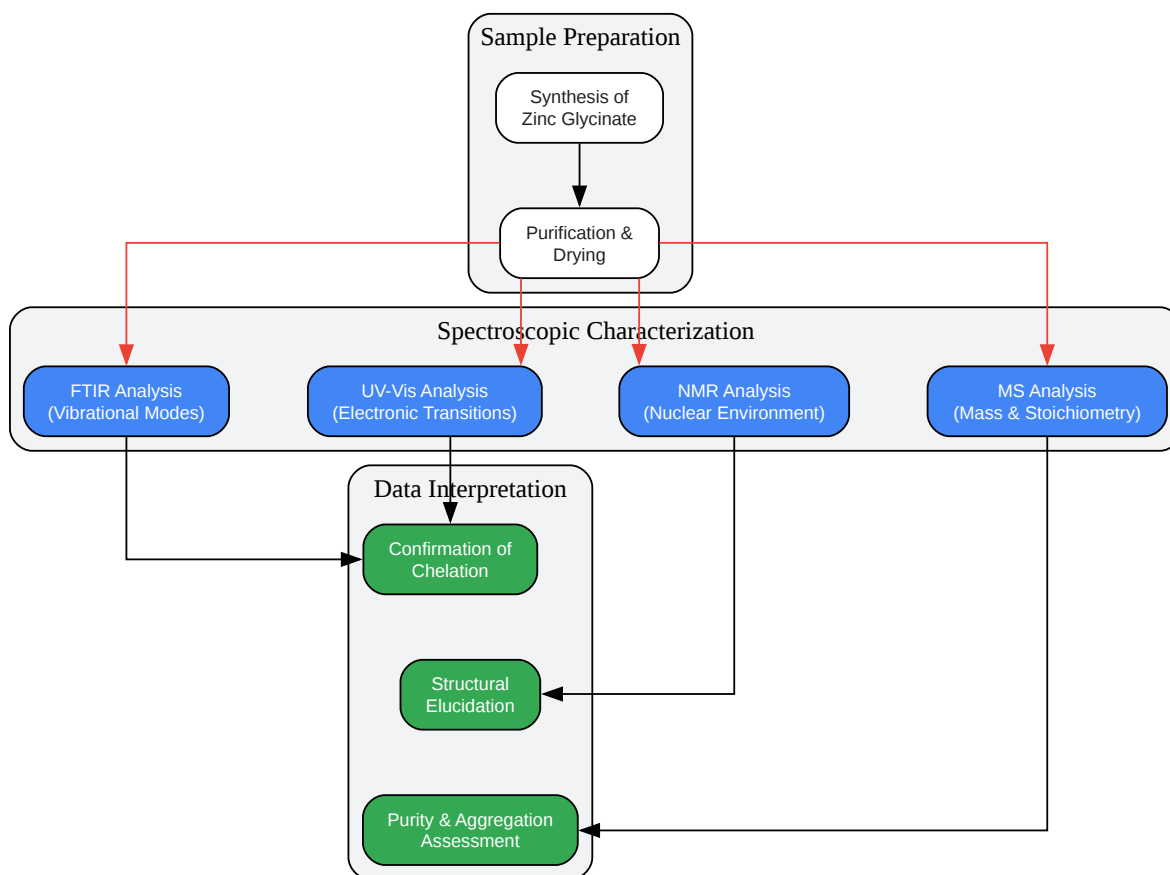 Sample Preparation
Synthesis of
Zinc Glycinate
Purification &
Drying
Spectroscopic Characterization
FTIR Analysis
(Vibrational Modes)
UV-Vis Analysis
(Electronic Transitions)
NMR Analysis
(Nuclear Environment)
MS Analysis
(Mass & Stoichiometry)
Data Interpretation
Confirmation of
Chelation
Structural
Elucidation
Purity & Aggregation
Assessment